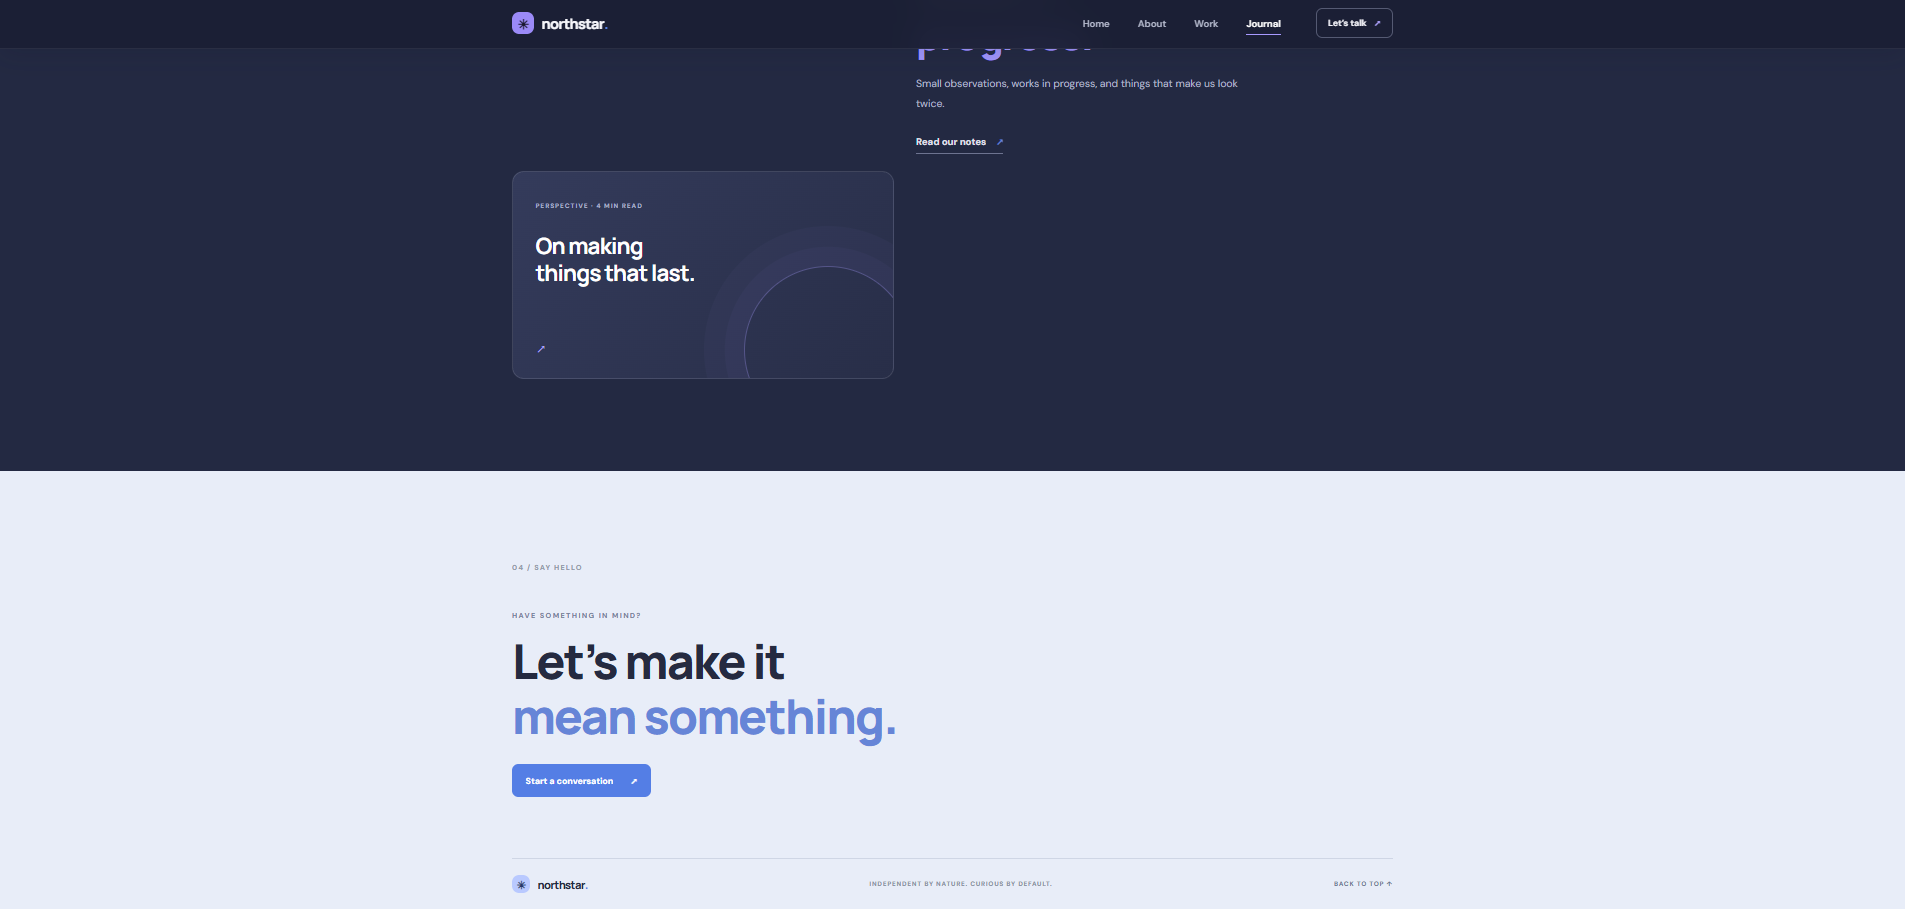 northstar.
Home About Work Journal Let's talk ↗
Small observations, works in progress, and things that make us look
twice.
Read our notes ↗
PERSPECTIVE · 4 MIN READ
On making
things that last.
↗
04 / SAY HELLO
HAVE SOMETHING IN MIND?
Let’s make it
mean something.
Start a conversation ↗
northstar.
INDEPENDENT BY NATURE. CURIOUS BY DEFAULT.
BACK TO TOP ↑